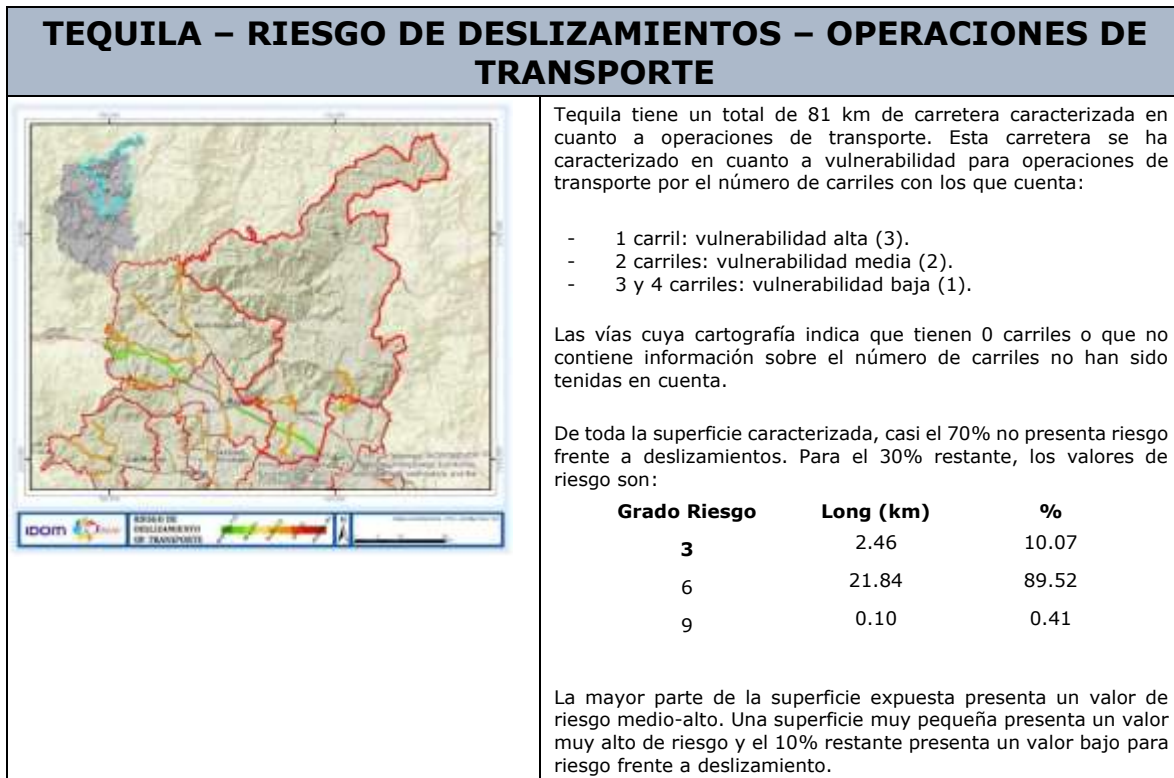 TEQUILA – RIESGO DE DESLIZAMIENTOS – OPERACIONES DE
TRANSPORTE
IDOM
RIESGO DE
DESLIZAMIENTO
OP. TRANSPORTE
Tequila tiene un total de 81 km de carretera caracterizada en
cuanto a operaciones de transporte. Esta carretera se ha
caracterizado en cuanto a vulnerabilidad para operaciones de
transporte por el número de carriles con los que cuenta:
- 1 carril: vulnerabilidad alta (3).
- 2 carriles: vulnerabilidad media (2).
- 3 y 4 carriles: vulnerabilidad baja (1).
Las vías cuya cartografía indica que tienen 0 carriles o que no
contiene información sobre el número de carriles no han sido
tenidas en cuenta.
De toda la superficie caracterizada, casi el 70% no presenta riesgo
frente a deslizamientos. Para el 30% restante, los valores de
riesgo son:
Grado Riesgo Long (km) %
3 2.46 10.07
6 21.84 89.52
9 0.10 0.41
La mayor parte de la superficie expuesta presenta un valor de
riesgo medio-alto. Una superficie muy pequeña presenta un valor
muy alto de riesgo y el 10% restante presenta un valor bajo para
riesgo frente a deslizamiento.